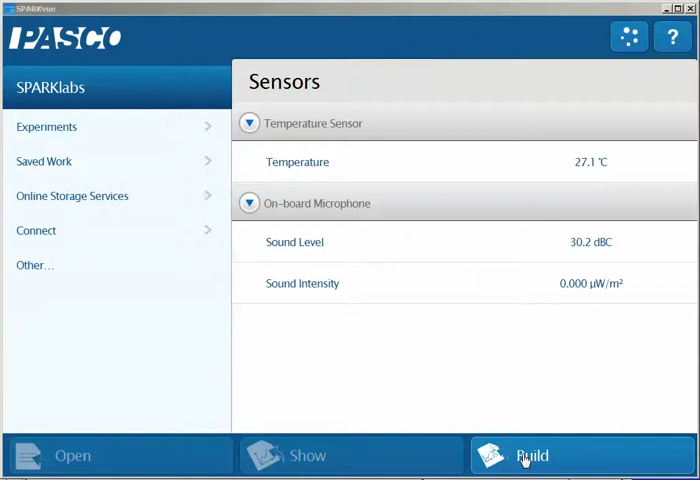 SPARKvue
PASCO
?
SPARKlabs
Sensors
Experiments
Saved Work
Online Storage Services
Connect
Other...
Temperature Sensor
Temperature 27.1 °C
On-board Microphone
Sound Level 30.2 dBC
Sound Intensity 0.000 µW/m²
Open
Show
Build